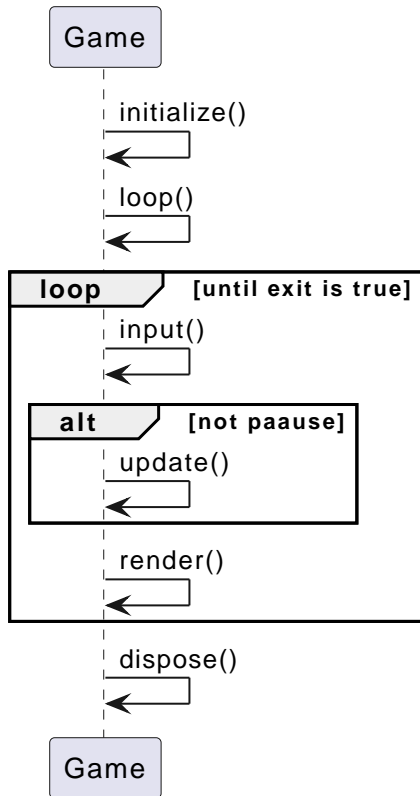 Game
initialize()
loop()
loop [until exit is true]
input()
alt [not paause]
update()
render()
dispose()
Game